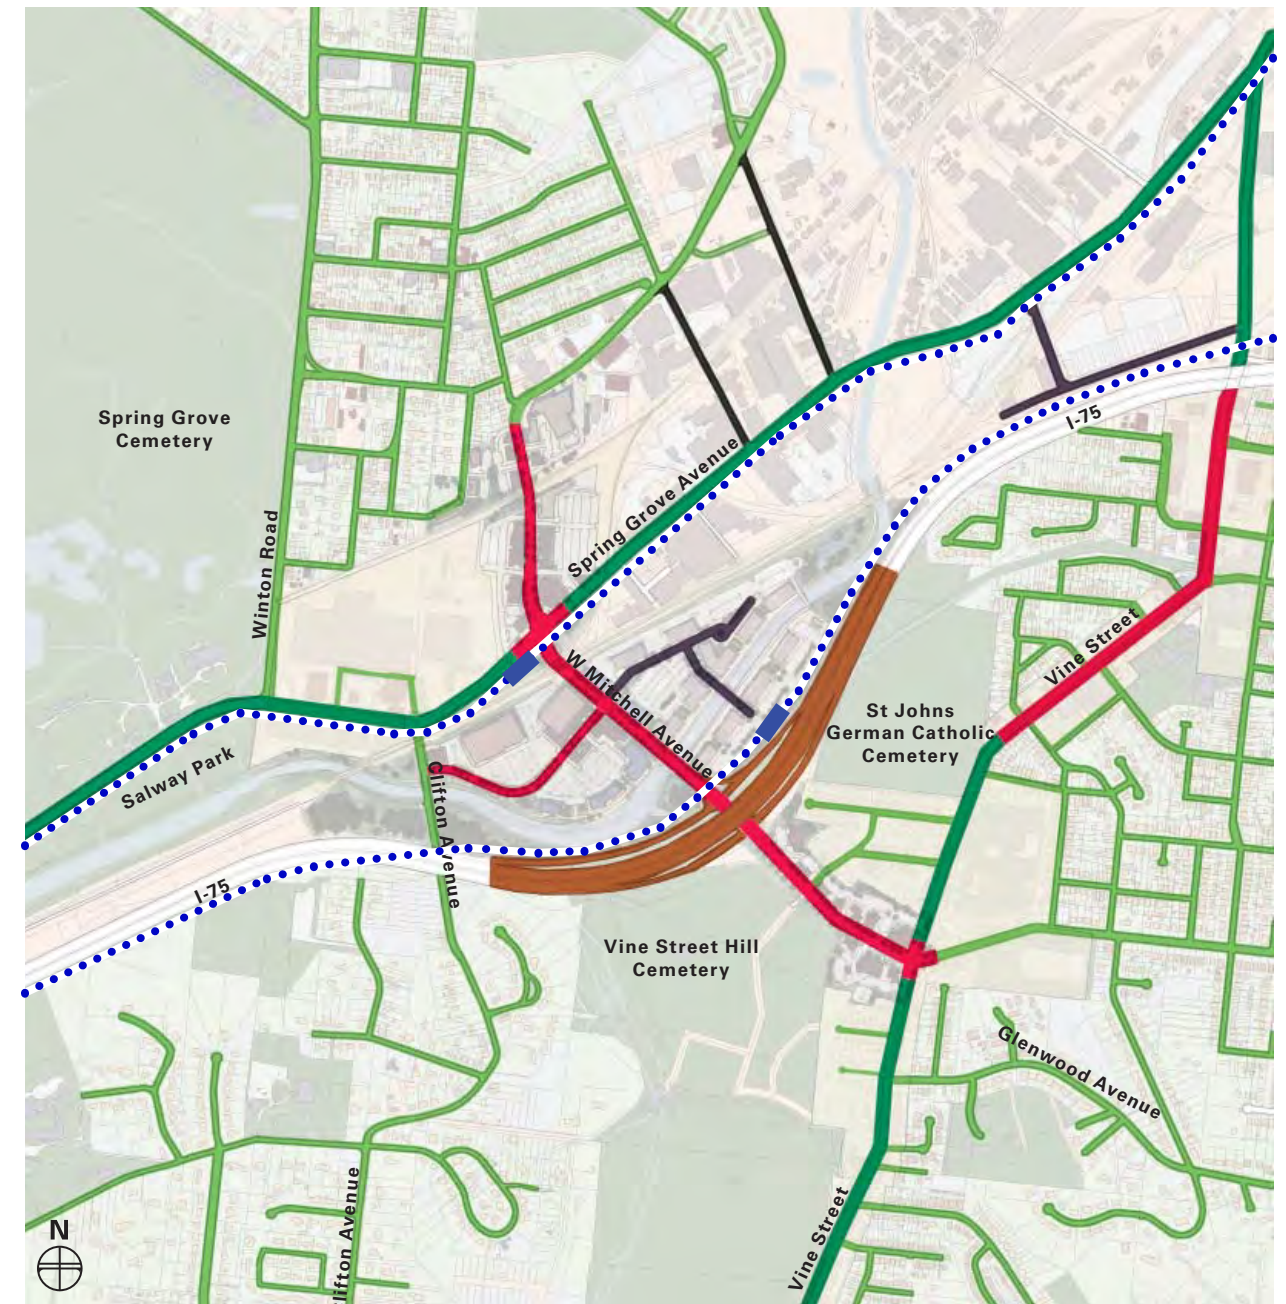 Spring Grove
Cemetery
I-75
Spring Grove Avenue
Winton Road
W Mitchell Avenue
Vine Street
St Johns
German Catholic
Cemetery
Salway Park
Clifton Avenue
I-75
Vine Street Hill
Cemetery
Glenwood Avenue
Clifton Avenue
Vine Street
N